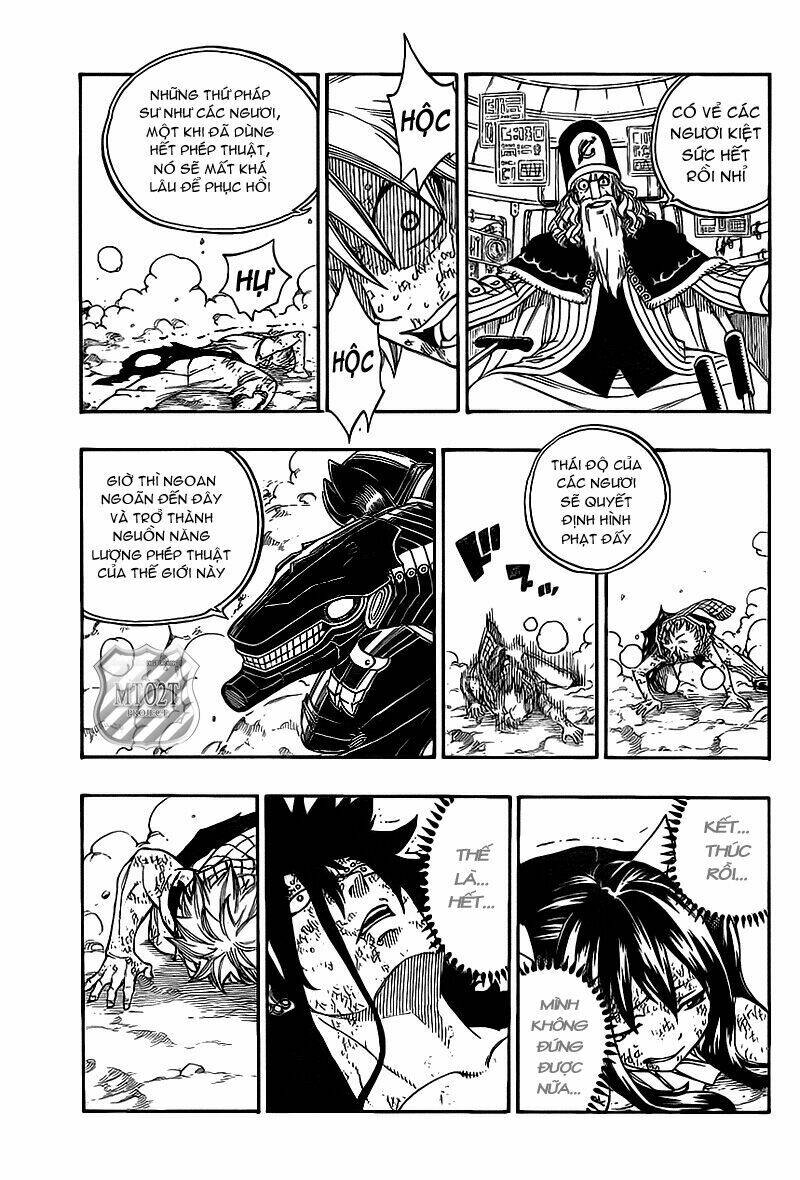 CÓ VẺ CÁC
NGƯƠI KIỆT
SỨC HẾT
RỒI NHỈ
HỘC
HỘC
NHỮNG THỨ PHÁP
SƯ NHƯ CÁC NGƯƠI,
MỘT KHI ĐÃ DÙNG
HẾT PHÉP THUẬT,
NÓ SẼ MẤT KHÁ
LÂU ĐỂ PHỤC HỒI
HỰ
THÁI ĐỘ CỦA
CÁC NGƯƠI
SẼ QUYẾT
ĐỊNH HÌNH
PHẠT ĐẤY
GIỜ THÌ NGOAN
NGOÃN ĐẾN ĐÂY
VÀ TRỞ THÀNH
NGUỒN NĂNG
LƯỢNG PHÉP THUẬT
CỦA THẾ GIỚI NÀY
MT02T
PROJECT
KẾT...
THÚC
RỒI...
MÌNH
KHÔNG
ĐỨNG
ĐƯỢC
NỮA...
THẾ
LÀ...
HẾT...